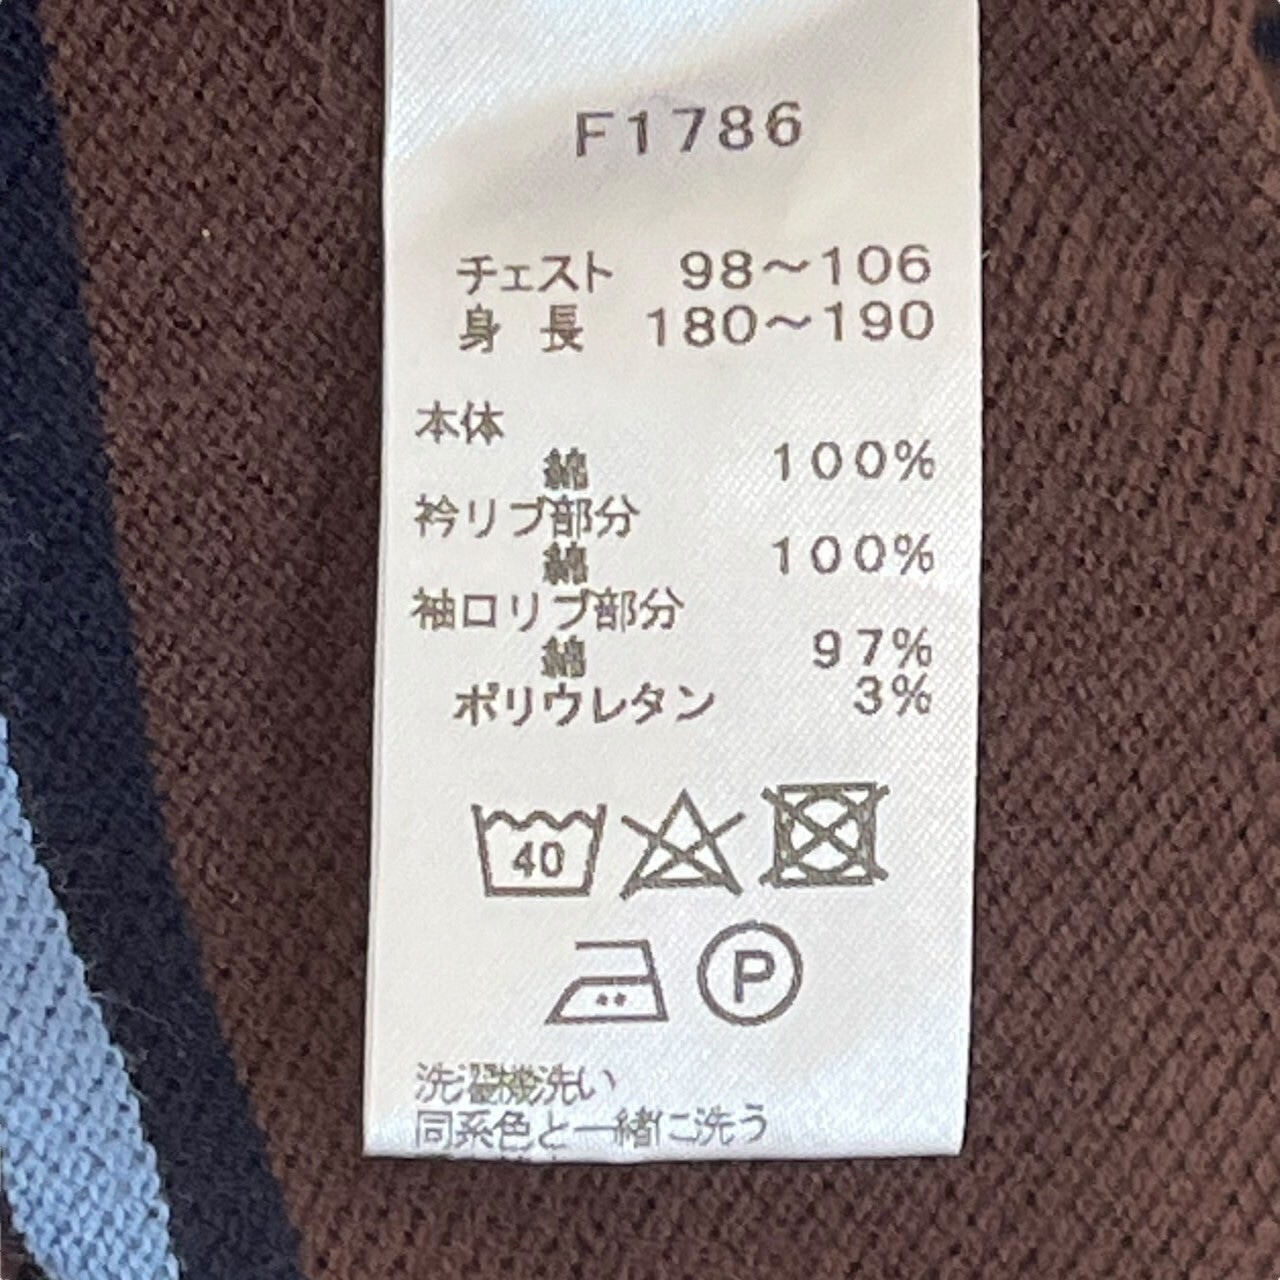 F1786
チェスト 98～106
身 長 180～190
本体
綿 100%
衿リブ部分
綿 100%
袖口リブ部分
綿 97%
ポリウレタン 3%
40
P
洗濯機洗い
同系色と一緒に洗う